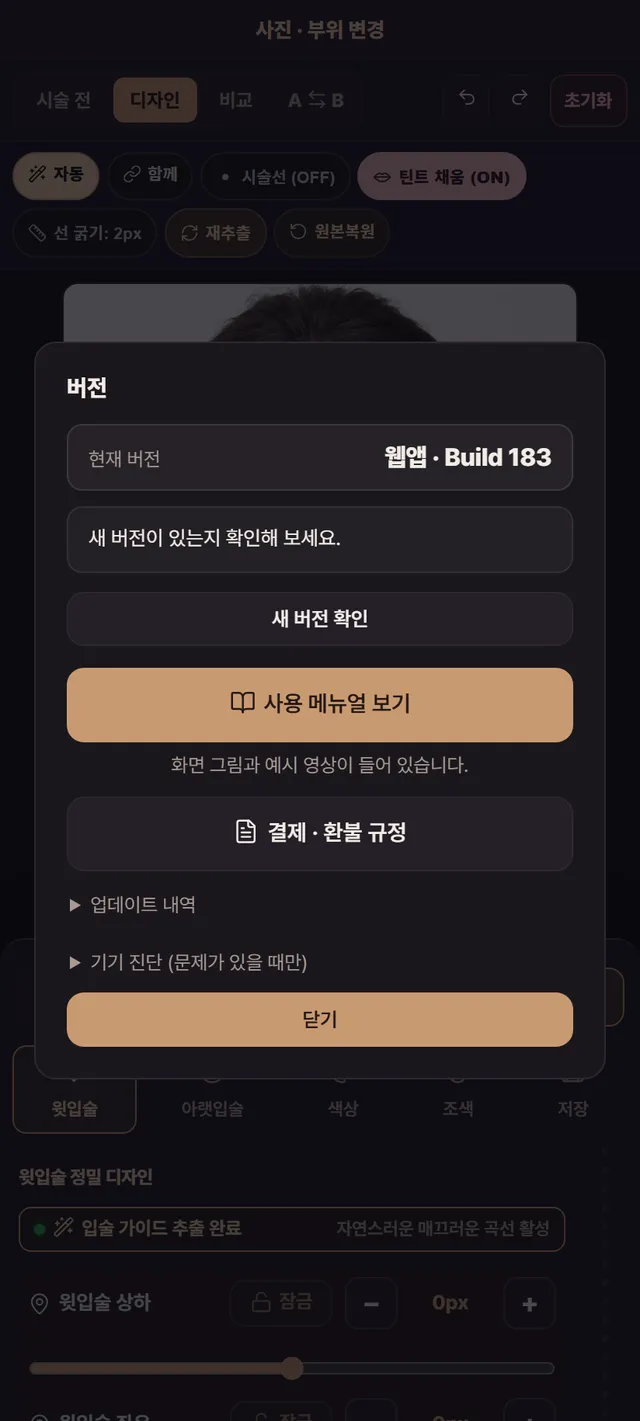 사진 · 부위 변경
시술 전 디자인 비교 A ⇆ B 초기화
자동 함께 시술선 (OFF) 틴트 채움 (ON)
선 굵기: 2px 재추출 원본복원
버전
현재 버전 웹앱 · Build 183
새 버전이 있는지 확인해 보세요.
새 버전 확인
사용 메뉴얼 보기
화면 그림과 예시 영상이 들어 있습니다.
결제 · 환불 규정
▶ 업데이트 내역
▶ 기기 진단 (문제가 있을 때만)
닫기
윗입술 아랫입술 색상 조색 저장
윗입술 정밀 디자인
입술 가이드 추출 완료 자연스러운 매끄러운 곡선 활성
윗입술 상하 잠금 − 0px +